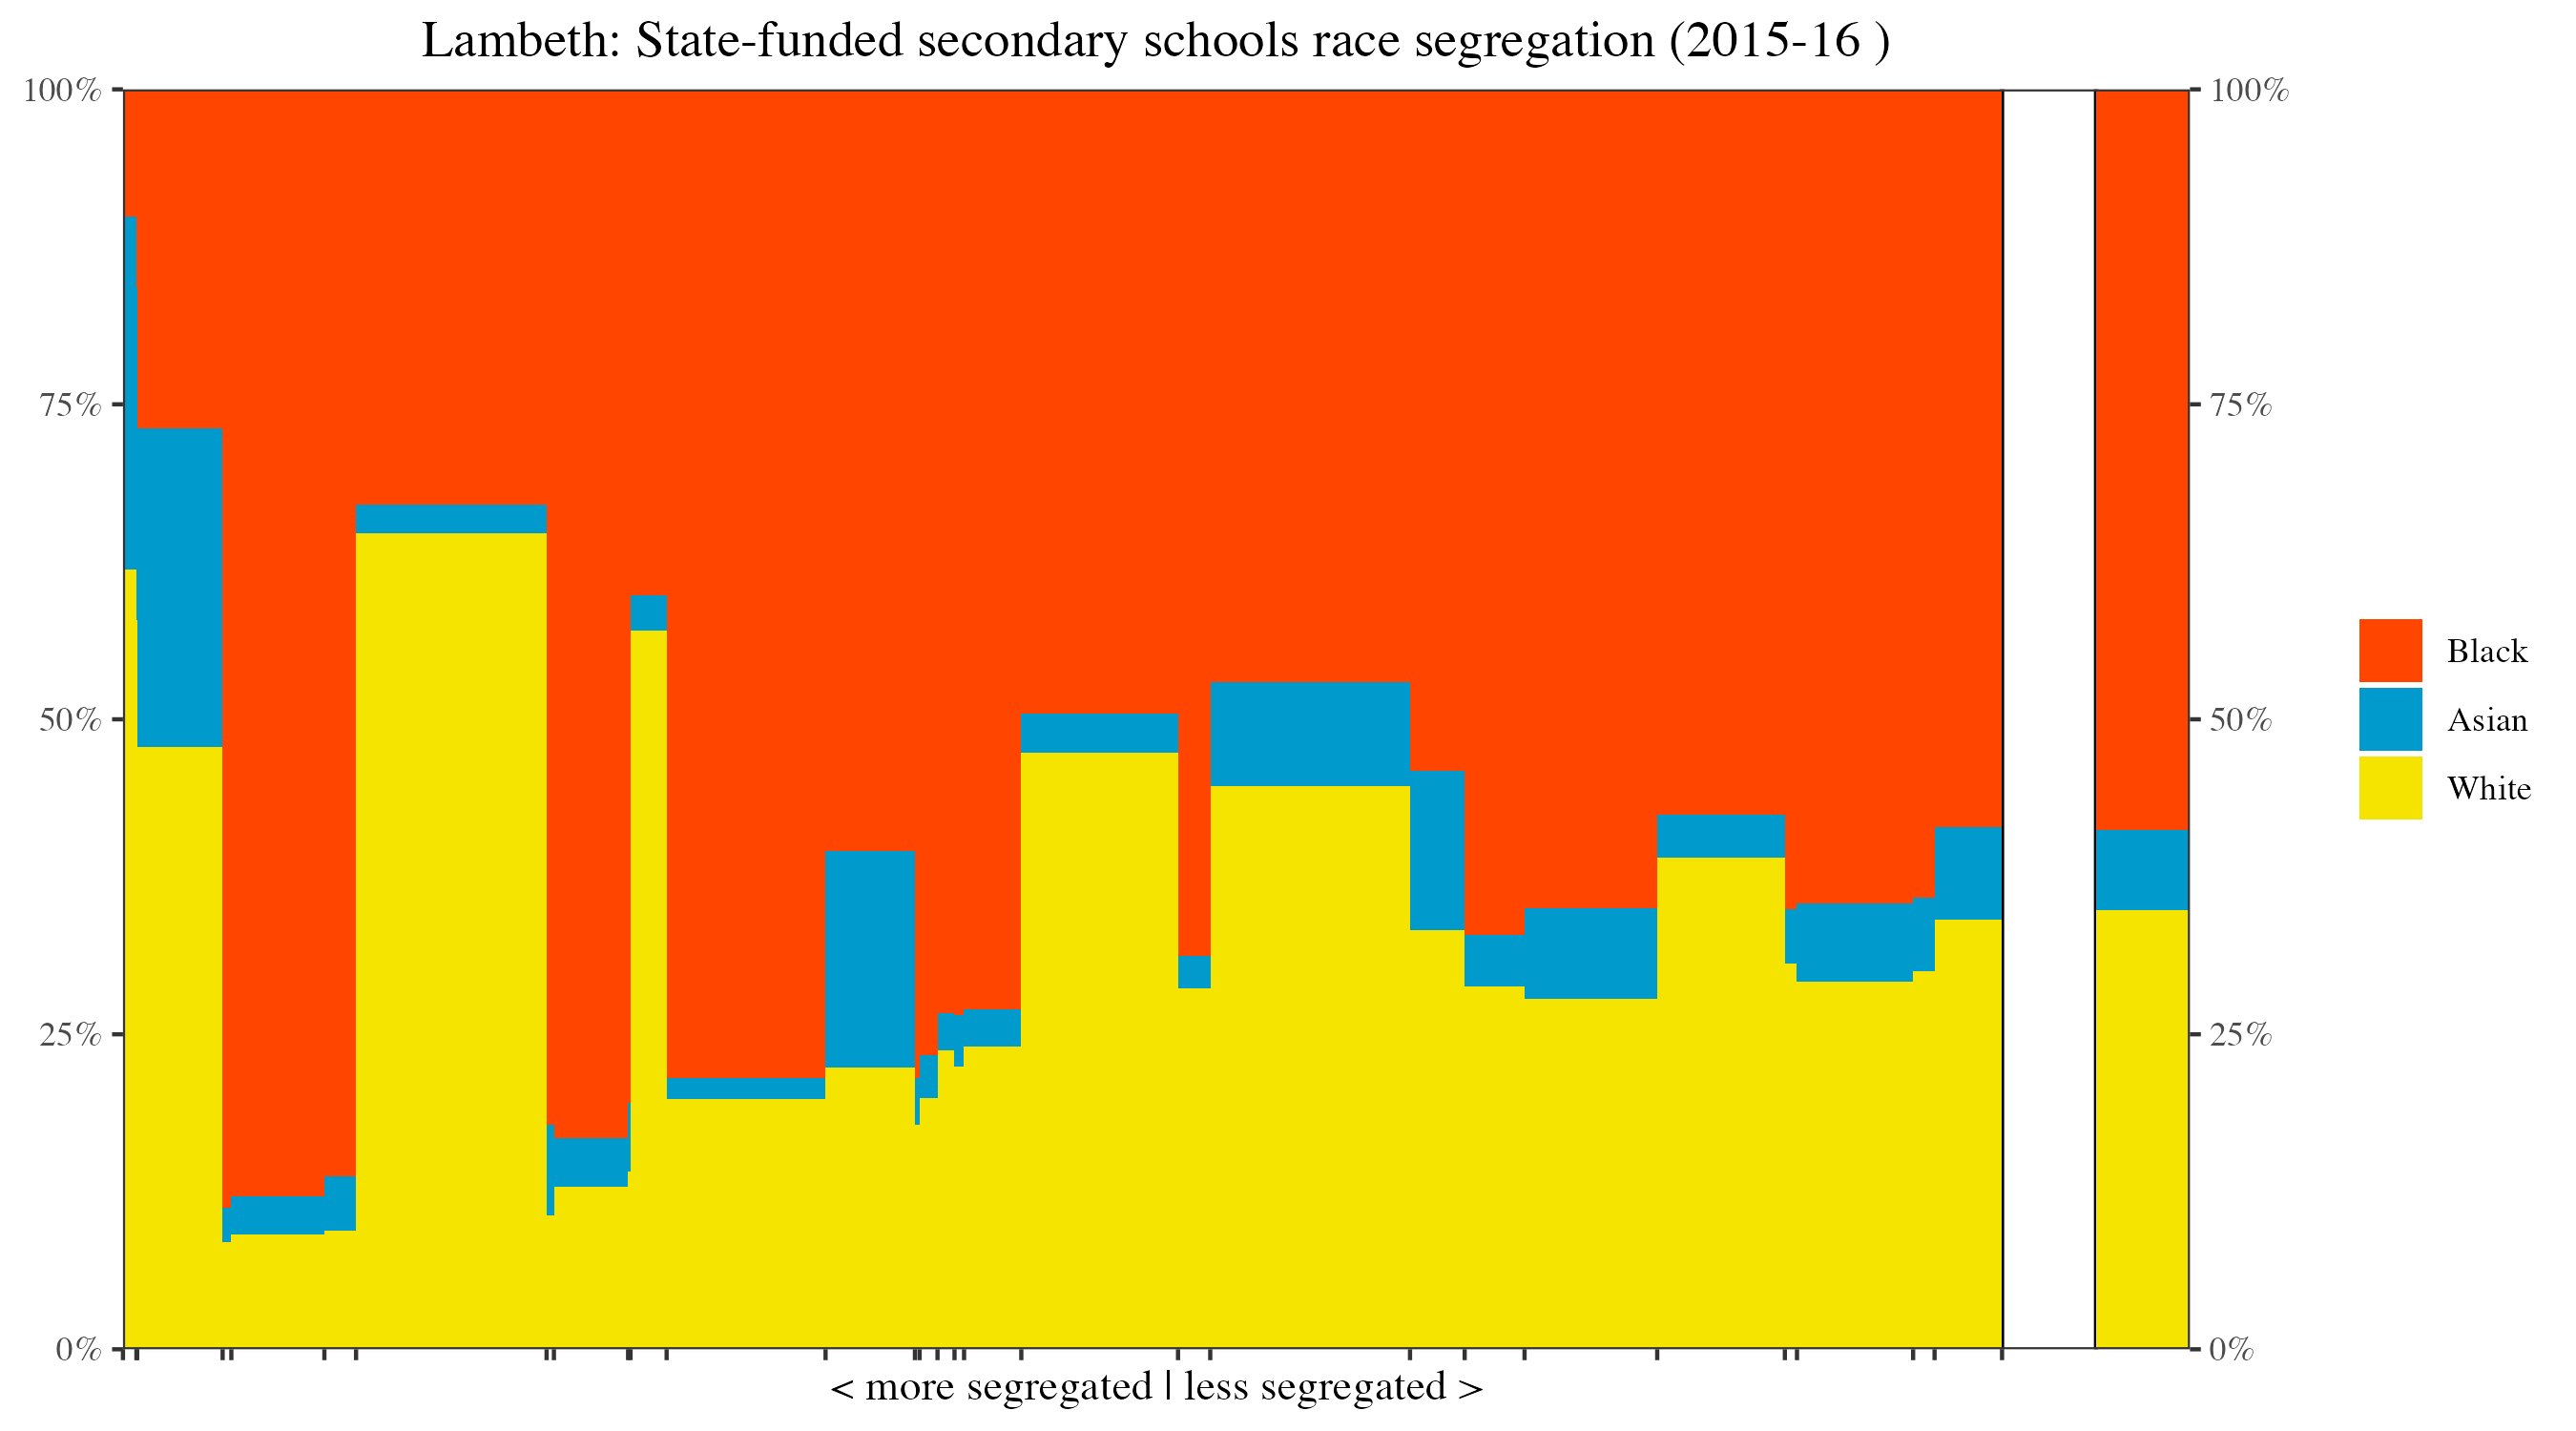 Lambeth: State-funded secondary schools race segregation (2015-16 )
100%
75%
50%
25%
0%
100%
75%
50%
25%
0%
Black
Asian
White
< more segregated | less segregated >